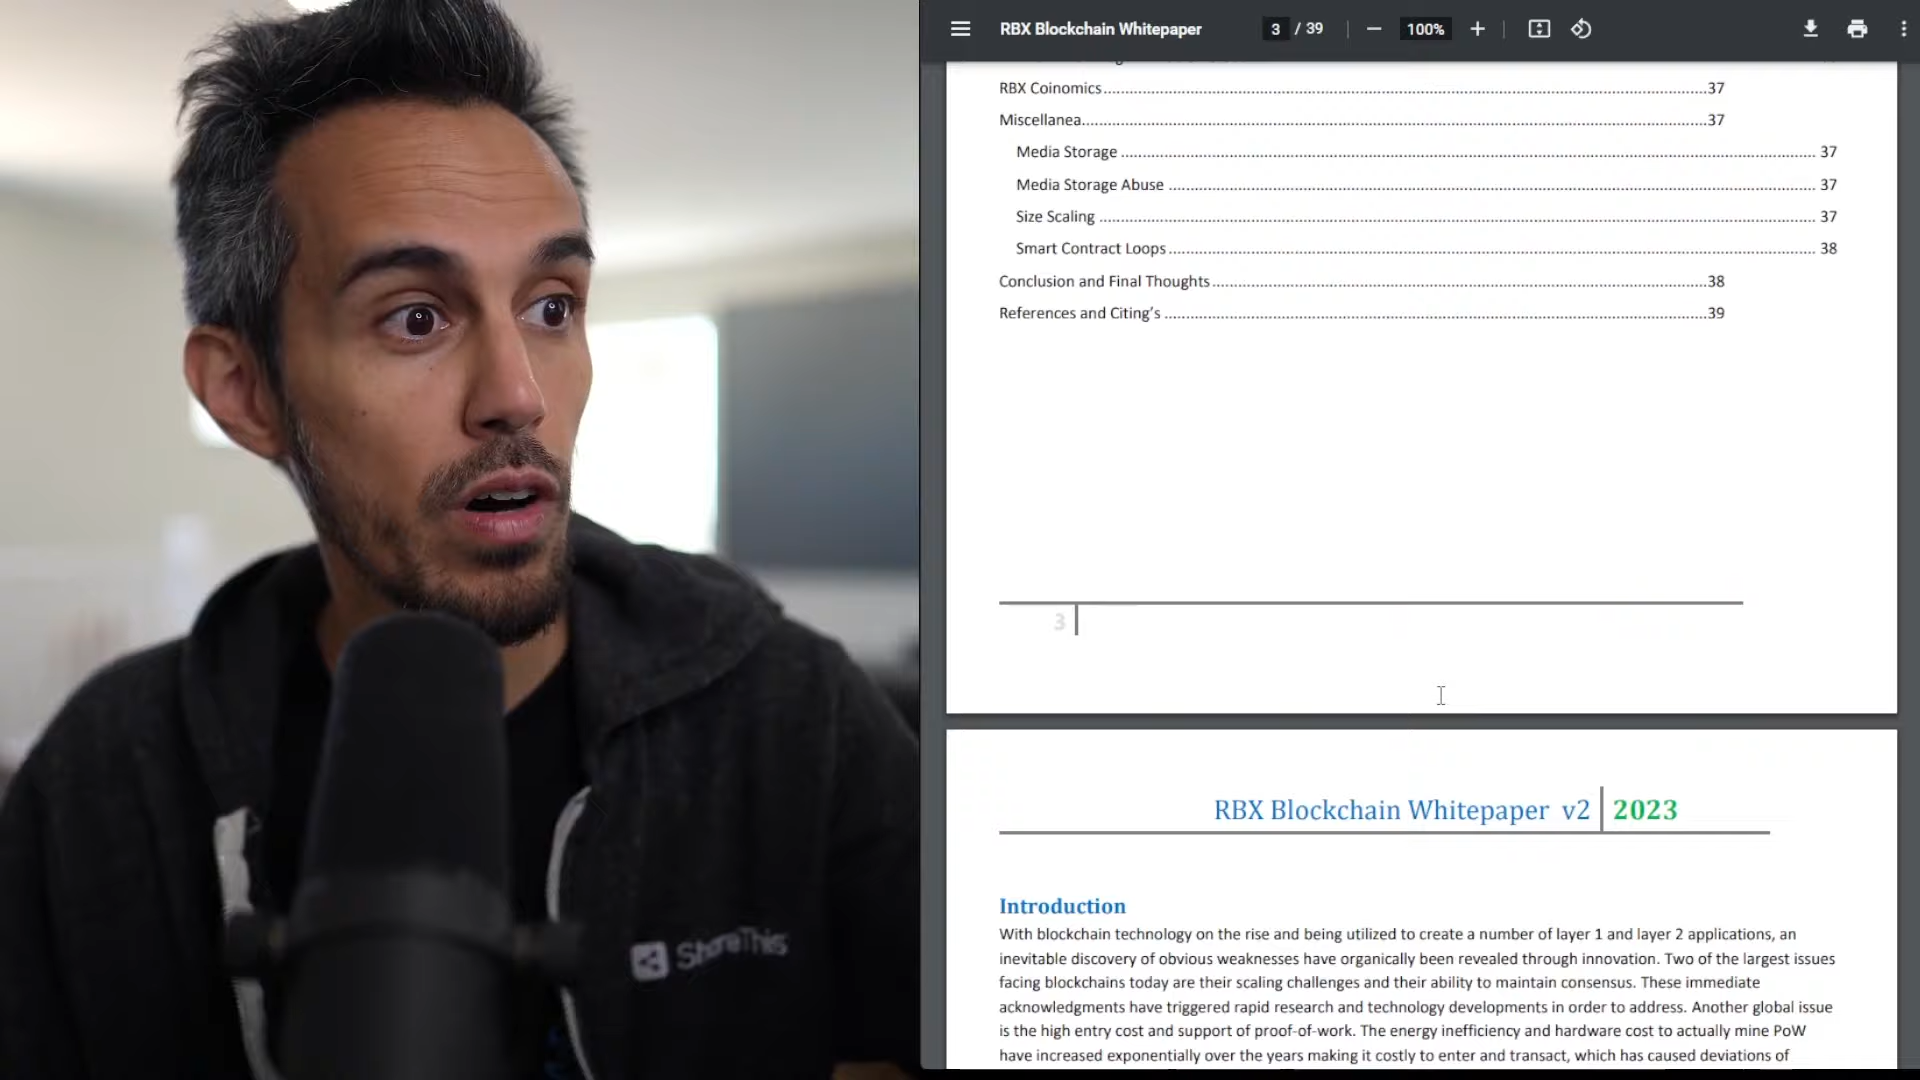 RBX Blockchain Whitepaper 3 / 39 100%
RBX Coinomics 37
Miscellanea 37
Media Storage 37
Media Storage Abuse 37
Size Scaling 37
Smart Contract Loops 38
Conclusion and Final Thoughts 38
References and Citing's 39
3
RBX Blockchain Whitepaper v2 2023
Introduction
With blockchain technology on the rise and being utilized to create a number of layer 1 and layer 2 applications, an
inevitable discovery of obvious weaknesses have organically been revealed through innovation. Two of the largest issues
facing blockchains today are their scaling challenges and their ability to maintain consensus. These immediate
acknowledgments have triggered rapid research and technology developments in order to address. Another global issue
is the high entry cost and support of proof-of-work. The energy inefficiency and hardware cost to actually mine PoW
have increased exponentially over the years making it costly to enter and transact, which has caused deviations of
ShareThis